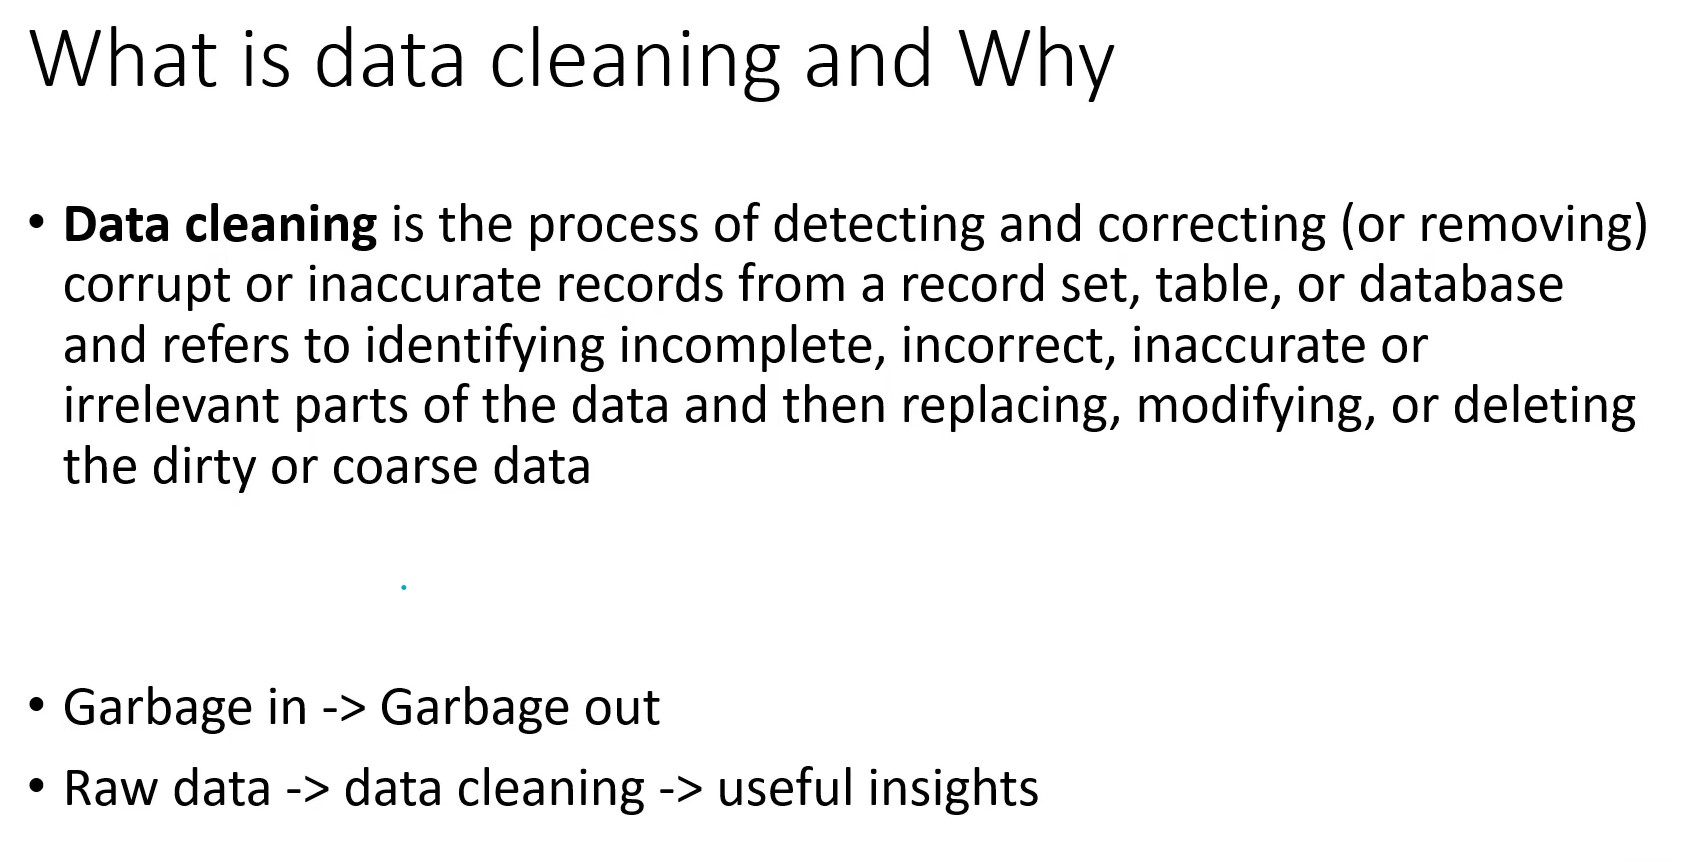 What is data cleaning and Why
• Data cleaning is the process of detecting and correcting (or removing)
corrupt or inaccurate records from a record set, table, or database
and refers to identifying incomplete, incorrect, inaccurate or
irrelevant parts of the data and then replacing, modifying, or deleting
the dirty or coarse data
• Garbage in -> Garbage out
• Raw data -> data cleaning -> useful insights